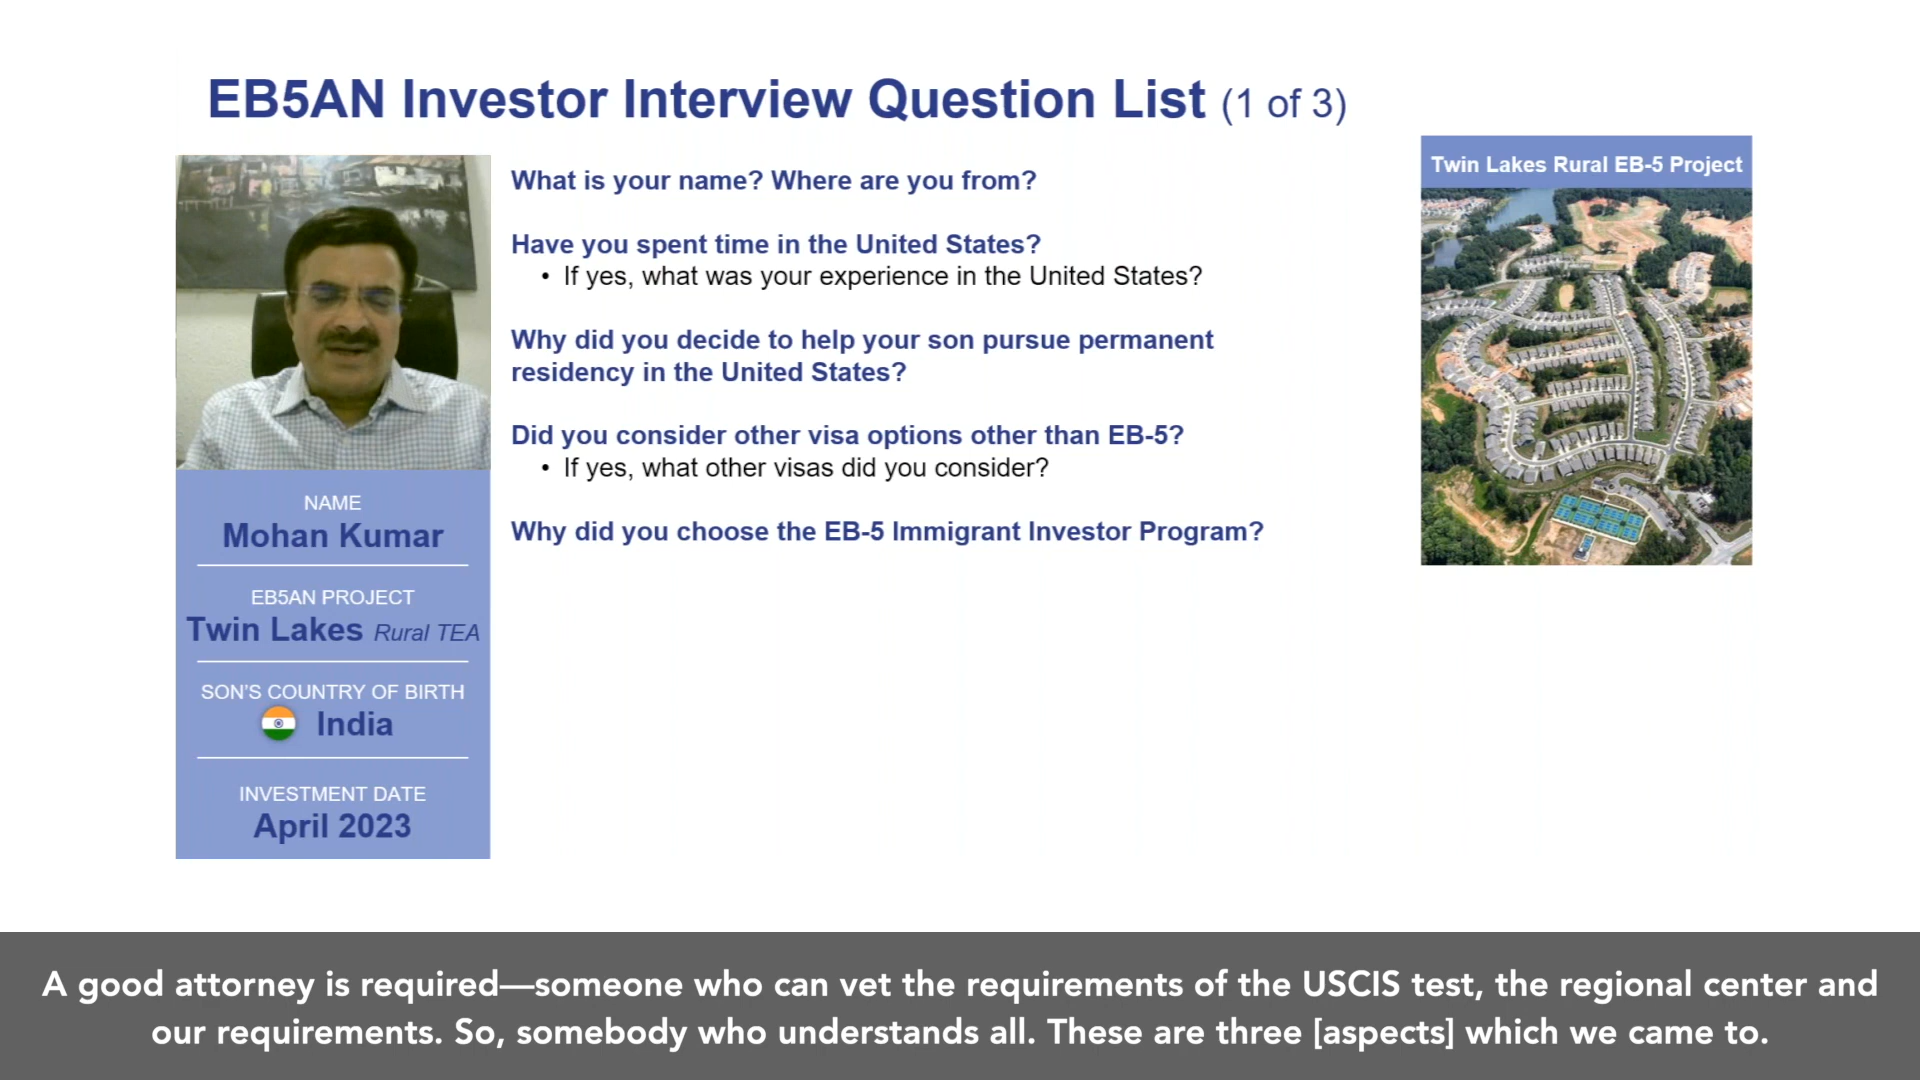 EB5AN Investor Interview Question List (1 of 3)
Twin Lakes Rural EB-5 Project
What is your name? Where are you from?
Have you spent time in the United States?
• If yes, what was your experience in the United States?
Why did you decide to help your son pursue permanent
residency in the United States?
Did you consider other visa options other than EB-5?
• If yes, what other visas did you consider?
Why did you choose the EB-5 Immigrant Investor Program?
NAME
Mohan Kumar
EB5AN PROJECT
Twin Lakes Rural TEA
SON'S COUNTRY OF BIRTH
India
INVESTMENT DATE
April 2023
A good attorney is required—someone who can vet the requirements of the USCIS test, the regional center and
our requirements. So, somebody who understands all. These are three [aspects] which we came to.